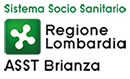 Sistema Socio Sanitario
Regione
Lombardia
ASST Brianza